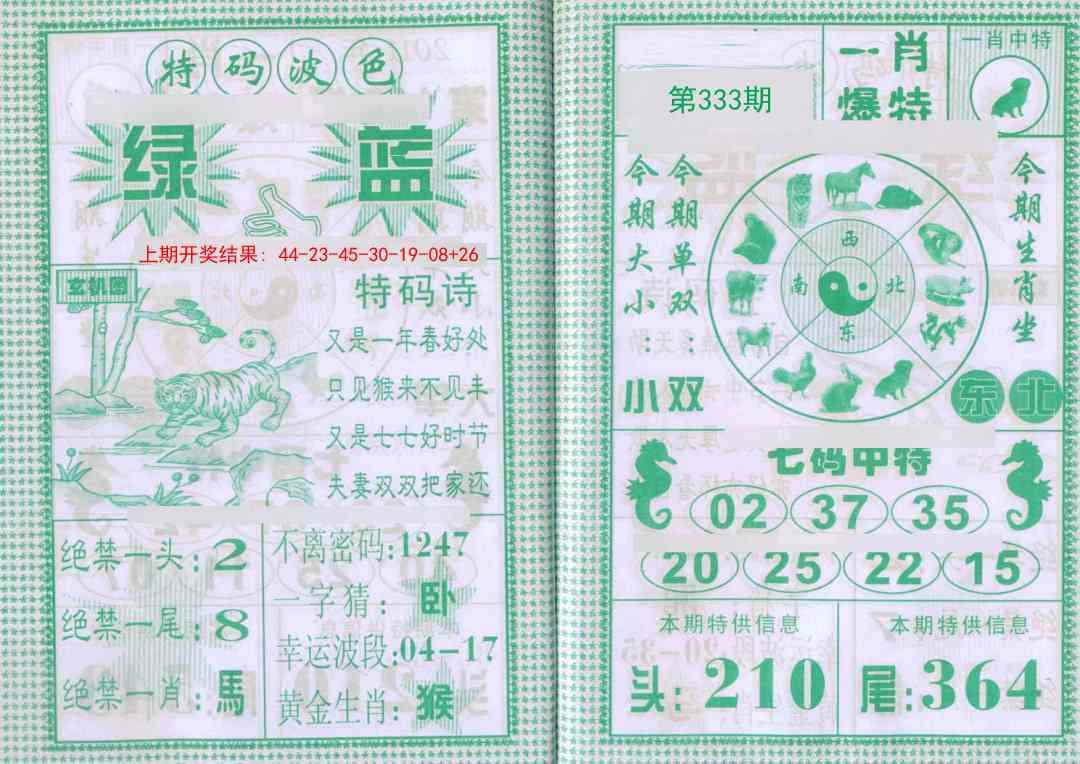 特码波色
绿 蓝
上期开奖结果: 44-23-45-30-19-08+26
玄机图
特码诗
又是一年春好处
只见猴来不见丰
又是七七好时节
夫妻双双把家还
绝禁一头:2
绝禁一尾:8
绝禁一肖:馬
不离密码:1247
一字猜:卧
幸运波段:04-17
黄金生肖:猴
第333期
一肖
爆特
一肖中特
今期大小:小
今期单双:双
西
南 北
东
今期生肖坐
东北
七码中特
02 37 35
20 25 22 15
本期特供信息
头:210
本期特供信息
尾:364